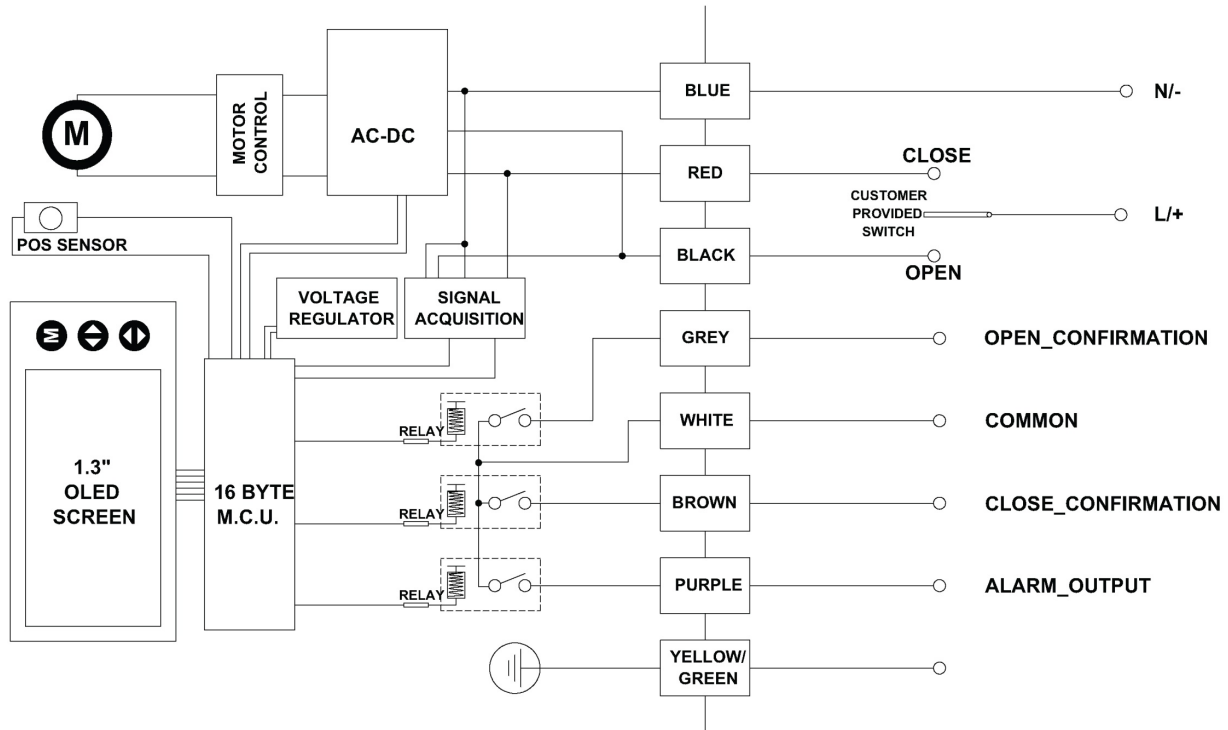 M
MOTOR
CONTROL
AC-DC
BLUE
N/-
RED
CLOSE
CUSTOMER
PROVIDED
SWITCH
L/+
BLACK
OPEN
POS SENSOR
VOLTAGE
REGULATOR
SIGNAL
ACQUISITION
M
GREY
OPEN_CONFIRMATION
RELAY
WHITE
COMMON
1.3"
OLED
SCREEN
16 BYTE
M.C.U.
RELAY
BROWN
CLOSE_CONFIRMATION
RELAY
PURPLE
ALARM_OUTPUT
YELLOW/
GREEN